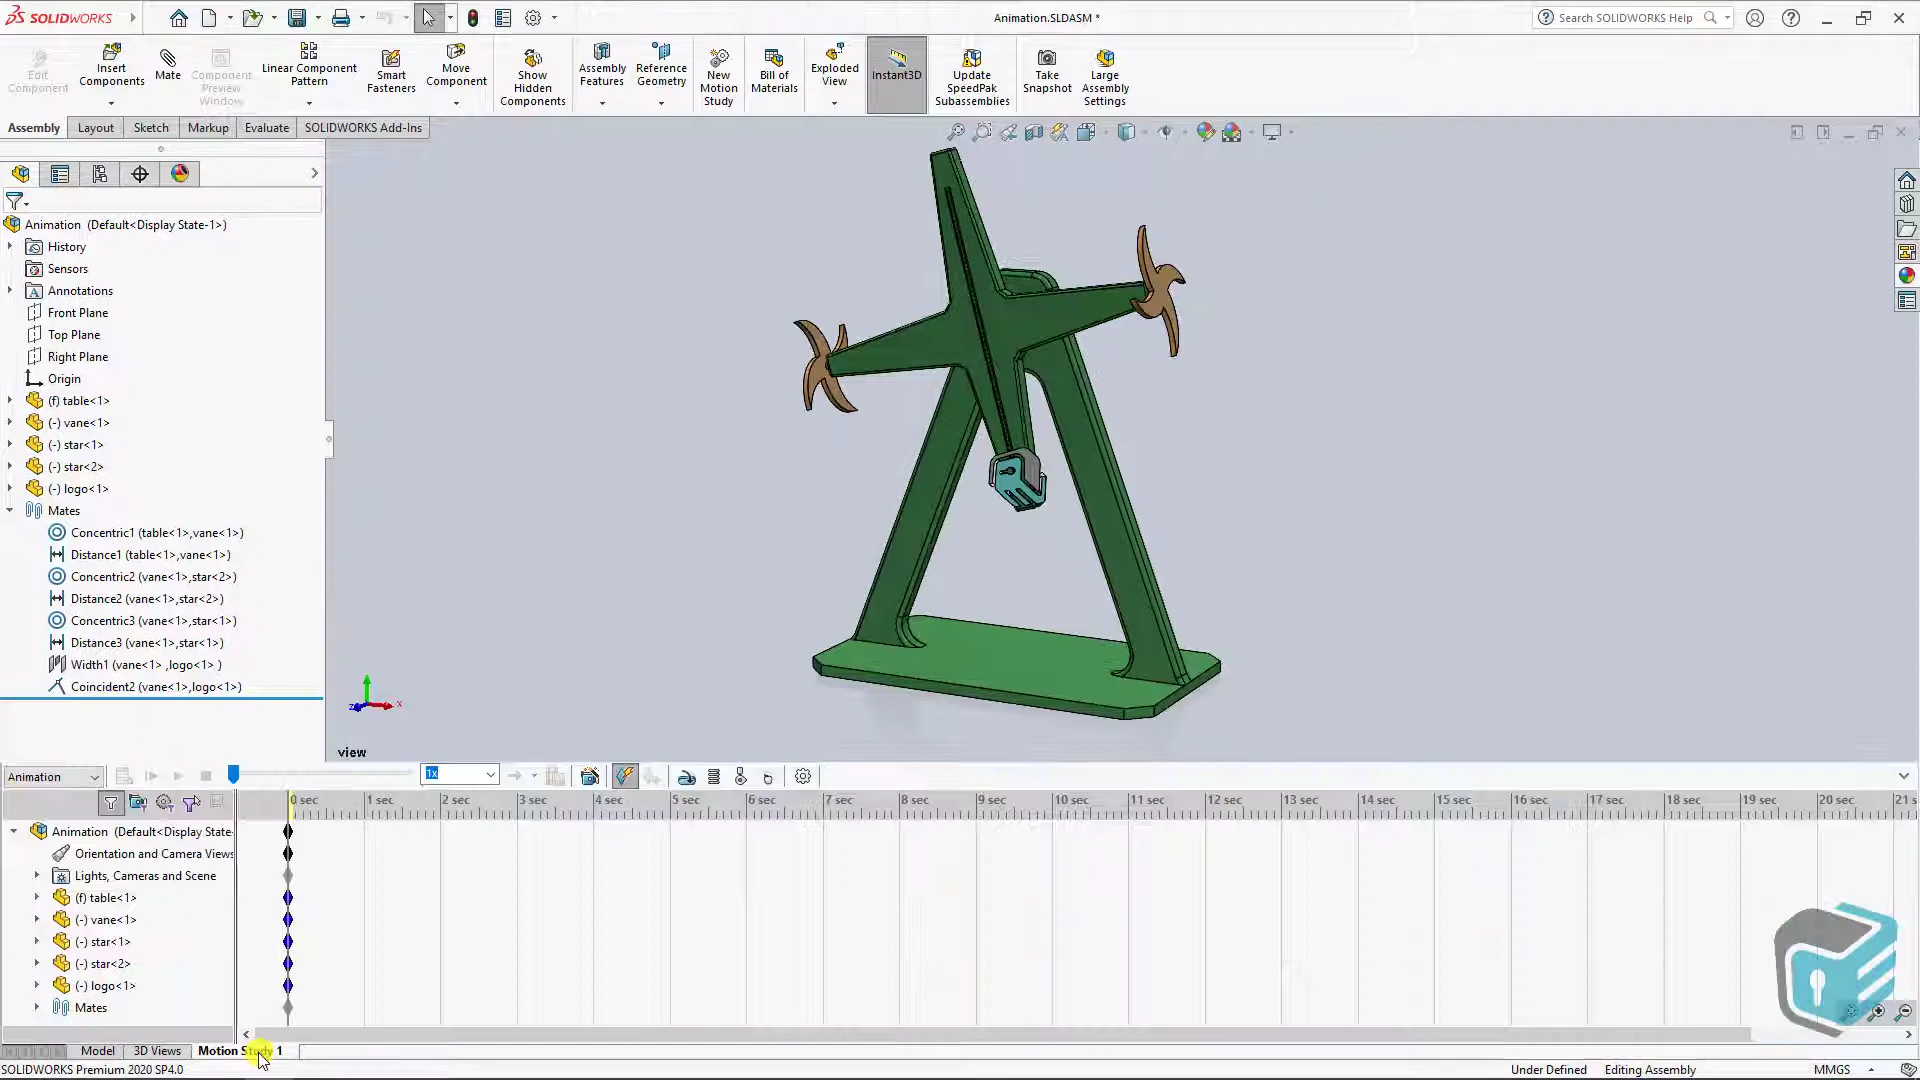 SOLIDWORKS
Animation.SLDASM *
Search SOLIDWORKS Help
Edit Component
Insert Components
Mate
Component Preview Window
Linear Component Pattern
Smart Fasteners
Move Component
Show Hidden Components
Assembly Features
Reference Geometry
New Motion Study
Bill of Materials
Exploded View
Instant3D
Update SpeedPak Subassemblies
Take Snapshot
Large Assembly Settings
Assembly
Layout
Sketch
Markup
Evaluate
SOLIDWORKS Add-Ins
Animation (Default<Display State-1>)
History
Sensors
Annotations
Front Plane
Top Plane
Right Plane
Origin
(f) table<1>
(-) vane<1>
(-) star<1>
(-) star<2>
(-) logo<1>
Mates
Concentric1 (table<1>,vane<1>)
Distance1 (table<1>,vane<1>)
Concentric2 (vane<1>,star<2>)
Distance2 (vane<1>,star<2>)
Concentric3 (vane<1>,star<1>)
Distance3 (vane<1>,star<1>)
Width1 (vane<1> ,logo<1> )
Coincident2 (vane<1>,logo<1>)
z x
view
Animation
1x
0 sec 1 sec 2 sec 3 sec 4 sec 5 sec 6 sec 7 sec 8 sec 9 sec 10 sec 11 sec 12 sec 13 sec 14 sec 15 sec 16 sec 17 sec 18 sec 19 sec 20 sec 21 s
Animation (Default<Display State-
Orientation and Camera Views
Lights, Cameras and Scene
(f) table<1>
(-) vane<1>
(-) star<1>
(-) star<2>
(-) logo<1>
Mates
Model
3D Views
Motion Study 1
SOLIDWORKS Premium 2020 SP4.0
Under Defined
Editing Assembly
MMGS